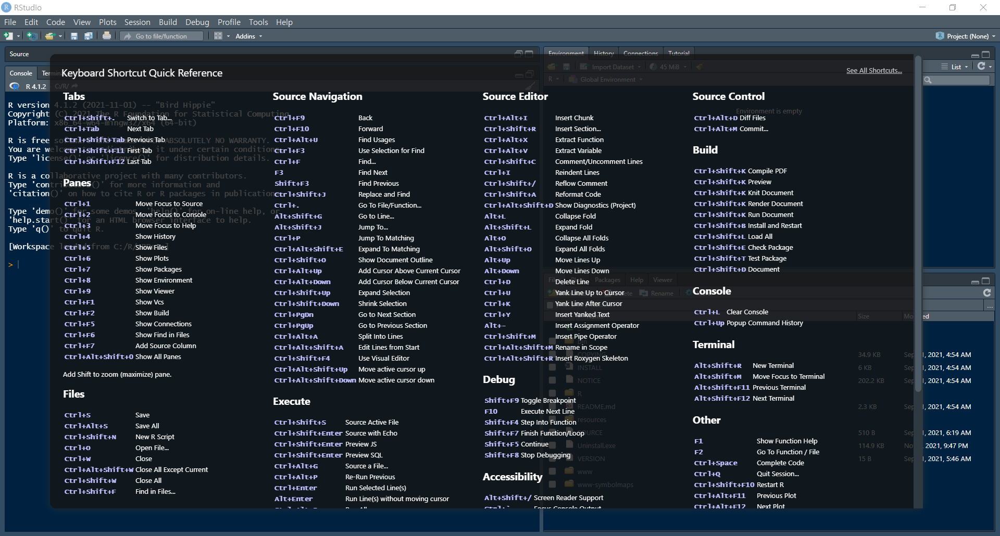 RStudio
File Edit Code View Plots Session Build Debug Profile Tools Help
Go to file/function Addins Project: (None)
Source
Environment History Connections Tutorial
Console
Import Dataset 45 MiB List
R 4.1.2 C:/R/
R Global Environment
Keyboard Shortcut Quick Reference
See All Shortcuts...
R version 4.1.2 (2021-11-01) -- "Bird Hippie"
Copyright (C) 2021 The R Foundation for Statistical Computing
Platform: x86_64-w64-mingw32/x64 (64-bit)
R is free software and ABSOLUTELY NO WARRANTY.
You are welcome it under certain conditions
Type 'license()' or 'licence()' for distribution details.
R is a collaborative project with many contributors.
Type 'contributors()' for more information and
'citation()' on how to cite R or R packages in publication
Type 'demo()' for some demos, 'help()' for on-line help, or
'help.start()' for an HTML browser interface to help.
Type 'q()' to quit R.
[Workspace loaded from C:/R/
>
Tabs
Ctrl+Shift+. Switch to Tab...
Ctrl+Tab Next Tab
Ctrl+Shift+Tab Previous Tab
Ctrl+Shift+F11 First Tab
Ctrl+Shift+F12 Last Tab
Panes
Ctrl+1 Move Focus to Source
Ctrl+2 Move Focus to Console
Ctrl+3 Move Focus to Help
Ctrl+4 Show History
Ctrl+5 Show Files
Ctrl+6 Show Plots
Ctrl+7 Show Packages
Ctrl+8 Show Environment
Ctrl+9 Show Viewer
Ctrl+F1 Show Vcs
Ctrl+F2 Show Build
Ctrl+F5 Show Connections
Ctrl+F6 Show Find in Files
Ctrl+F7 Add Source Column
Ctrl+Alt+Shift+O Show All Panes
Add Shift to zoom (maximize) pane.
Files
Ctrl+S Save
Ctrl+Alt+S Save All
Ctrl+Shift+N New R Script
Ctrl+O Open File...
Ctrl+W Close
Ctrl+Alt+Shift+W Close All Except Current
Ctrl+Shift+W Close All
Ctrl+Shift+F Find in Files...
Source Navigation
Ctrl+F9 Back
Ctrl+F10 Forward
Ctrl+Alt+U Find Usages
Ctrl+F3 Use Selection for Find
Ctrl+F Find...
F3 Find Next
Shift+F3 Find Previous
Ctrl+Shift+J Replace and Find
Ctrl+. Go To File/Function...
Alt+Shift+G Go to Line...
Alt+Shift+J Jump To...
Ctrl+P Jump To Matching
Ctrl+Alt+Shift+E Expand To Matching
Ctrl+Shift+O Show Document Outline
Ctrl+Alt+Up Add Cursor Above Current Cursor
Ctrl+Alt+Down Add Cursor Below Current Cursor
Ctrl+Shift+Up Expand Selection
Ctrl+Shift+Down Shrink Selection
Ctrl+PgDn Go to Next Section
Ctrl+PgUp Go to Previous Section
Ctrl+Alt+A Split Into Lines
Ctrl+Alt+Shift+A Edit Lines from Start
Ctrl+Shift+F4 Use Visual Editor
Ctrl+Alt+Shift+Up Move active cursor up
Ctrl+Alt+Shift+Down Move active cursor down
Execute
Ctrl+Shift+S Source Active File
Ctrl+Shift+Enter Source with Echo
Ctrl+Shift+Enter Preview JS
Ctrl+Shift+Enter Preview SQL
Ctrl+Alt+G Source a File...
Ctrl+Alt+P Re-Run Previous
Ctrl+Enter Run Selected Line(s)
Alt+Enter Run Line(s) without moving cursor
Source Editor
Ctrl+Alt+I Insert Chunk
Ctrl+Shift+R Insert Section...
Ctrl+Alt+X Extract Function
Ctrl+Alt+V Extract Variable
Ctrl+Shift+C Comment/Uncomment Lines
Ctrl+I Reindent Lines
Ctrl+Shift+/ Reflow Comment
Ctrl+Shift+A Reformat Code
Ctrl+Alt+Shift+D Show Diagnostics (Project)
Alt+L Collapse Fold
Alt+Shift+L Expand Fold
Alt+O Collapse All Folds
Alt+Shift+O Expand All Folds
Alt+Up Move Lines Up
Alt+Down Move Lines Down
Ctrl+D Delete Line
Ctrl+U Yank Line Up to Cursor
Ctrl+K Yank Line After Cursor
Ctrl+Y Insert Yanked Text
Alt+- Insert Assignment Operator
Ctrl+Shift+M Insert Pipe Operator
Ctrl+Alt+Shift+M Rename in Scope
Ctrl+Alt+Shift+R Insert Roxygen Skeleton
Debug
Shift+F9 Toggle Breakpoint
F10 Execute Next Line
Shift+F4 Step Into Function
Shift+F7 Finish Function/Loop
Shift+F5 Continue
Shift+F8 Stop Debugging
Accessibility
Alt+Shift+/ Screen Reader Support
Ctrl+` Focus Console Output
Source Control
Environment is empty
Ctrl+Alt+D Diff Files
Ctrl+Alt+M Commit...
Build
Ctrl+Shift+K Compile PDF
Ctrl+Shift+K Preview
Ctrl+Shift+K Knit Document
Ctrl+Shift+K Render Document
Ctrl+Shift+K Run Document
Ctrl+Shift+B Install and Restart
Ctrl+Shift+L Load All
Ctrl+Shift+E Check Package
Ctrl+Shift+T Test Package
Ctrl+Shift+D Document
Console
Ctrl+L Clear Console
Ctrl+Up Popup Command History
Terminal
Alt+Shift+R New Terminal
Alt+Shift+M Move Focus to Terminal
Alt+Shift+F11 Previous Terminal
Alt+Shift+F12 Next Terminal
Other
F1 Show Function Help
F2 Go To Function / File
Ctrl+Space Complete Code
Ctrl+Q Quit Session...
Ctrl+Shift+F10 Restart R
Ctrl+Alt+F11 Previous Plot
Ctrl+Alt+F12 Next Plot
Packages Help Viewer
Rename
...
Size
COPYING 34.9 KB 1, 2021, 4:54 AM
INSTALL 6 KB 1, 2021, 4:54 AM
NOTICE 202.2 KB 1, 2021, 4:54 AM
R
README.md 2.3 KB 1, 2021, 4:54 AM
resources
510 B 1, 2021, 6:19 AM
Uninstall.exe 114.9 KB 2021, 9:47 PM
VERSION 15 B 1, 2021, 5:46 AM
www
www-symbolmaps